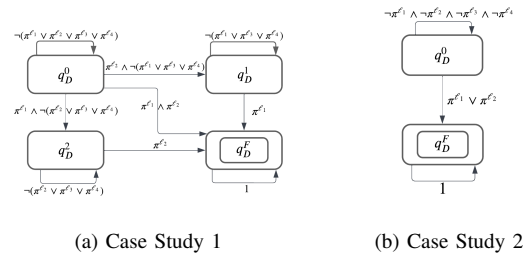 ¬(π^ℓ₁ ∨ π^ℓ₂ ∨ π^ℓ₃ ∨ π^ℓ₄)
¬(π^ℓ₁ ∨ π^ℓ₃ ∨ π^ℓ₄)
q_D^0
π^ℓ₂ ∧ ¬(π^ℓ₁ ∨ π^ℓ₃ ∨ π^ℓ₄)
q_D^1
π^ℓ₁ ∧ π^ℓ₂
π^ℓ₁
π^ℓ₁ ∧ ¬(π^ℓ₂ ∨ π^ℓ₃ ∨ π^ℓ₄)
q_D^2
π^ℓ₂
q_D^F
¬(π^ℓ₂ ∨ π^ℓ₃ ∨ π^ℓ₄)
1
(a) Case Study 1
¬π^ℓ₁ ∧ ¬π^ℓ₂ ∧ ¬π^ℓ₃ ∧ ¬π^ℓ₄
q_D^0
π^ℓ₁ ∨ π^ℓ₂
q_D^F
1
(b) Case Study 2